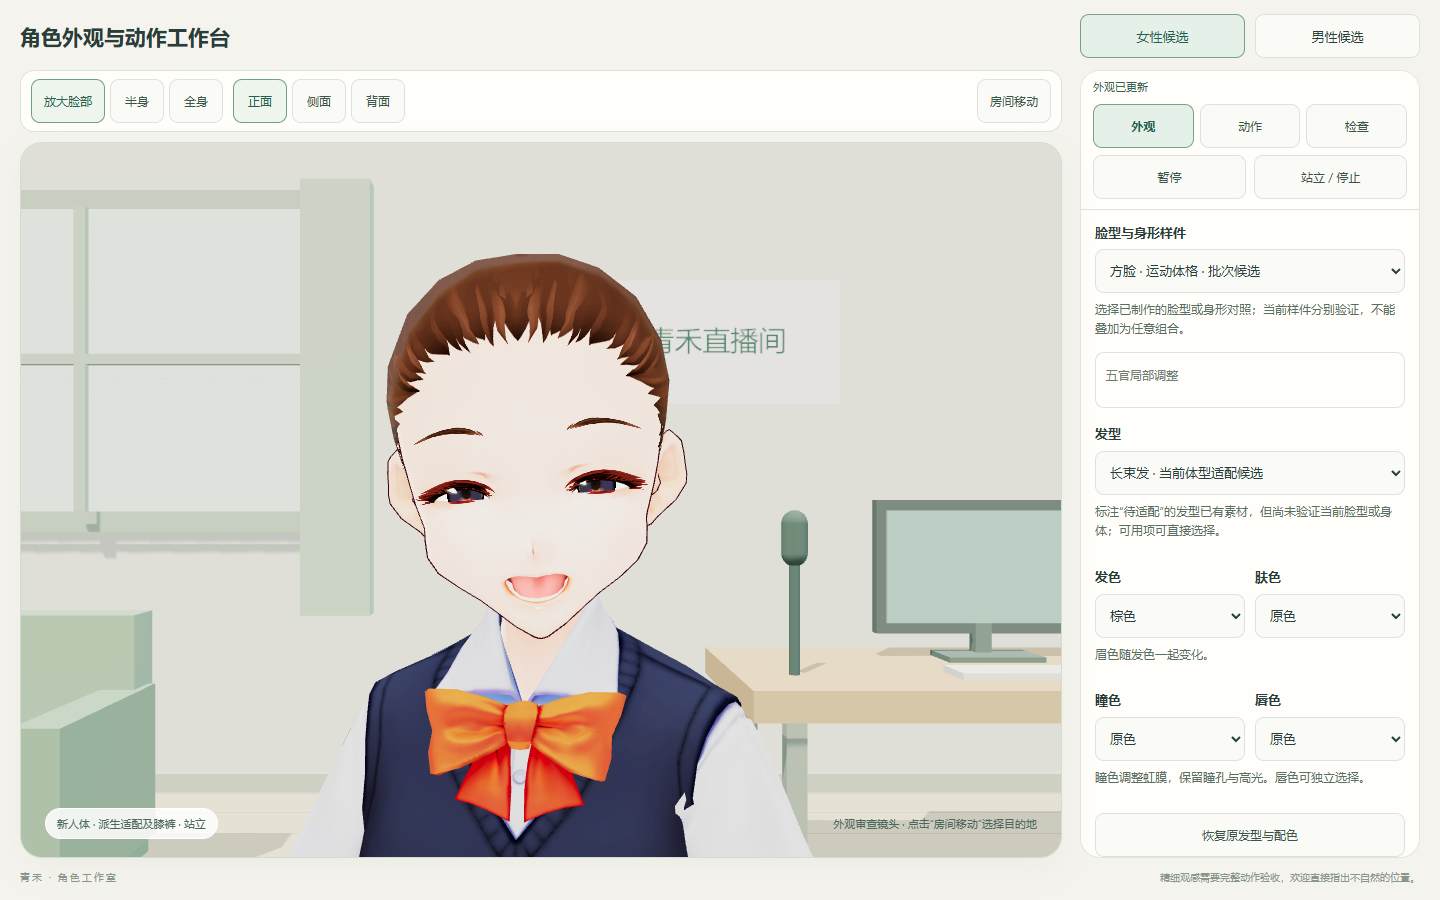 角色外观与动作工作台
女性候选
男性候选
放大脸部
半身
全身
正面
侧面
背面
房间移动
外观已更新
外观
动作
检查
暂停
站立 / 停止
脸型与身形样件
方脸 · 运动体格 · 批次候选
选择已制作的脸型或身形对照；当前样件分别验证，不能
叠加为任意组合。
五官局部调整
发型
长束发 · 当前体型适配候选
标注“待适配”的发型已有素材，但尚未验证当前脸型或身
体；可用项可直接选择。
发色
肤色
棕色
原色
眉色随发色一起变化。
瞳色
唇色
原色
原色
瞳色调整虹膜，保留瞳孔与高光。唇色可独立选择。
恢复原发型与配色
青禾直播间
新人体 · 派生适配及膝裤 · 站立
外观审查镜头 · 点击“房间移动”选择目的地
青禾 · 角色工作室
精细观感需要完整动作验收，欢迎直接指出不自然的位置。